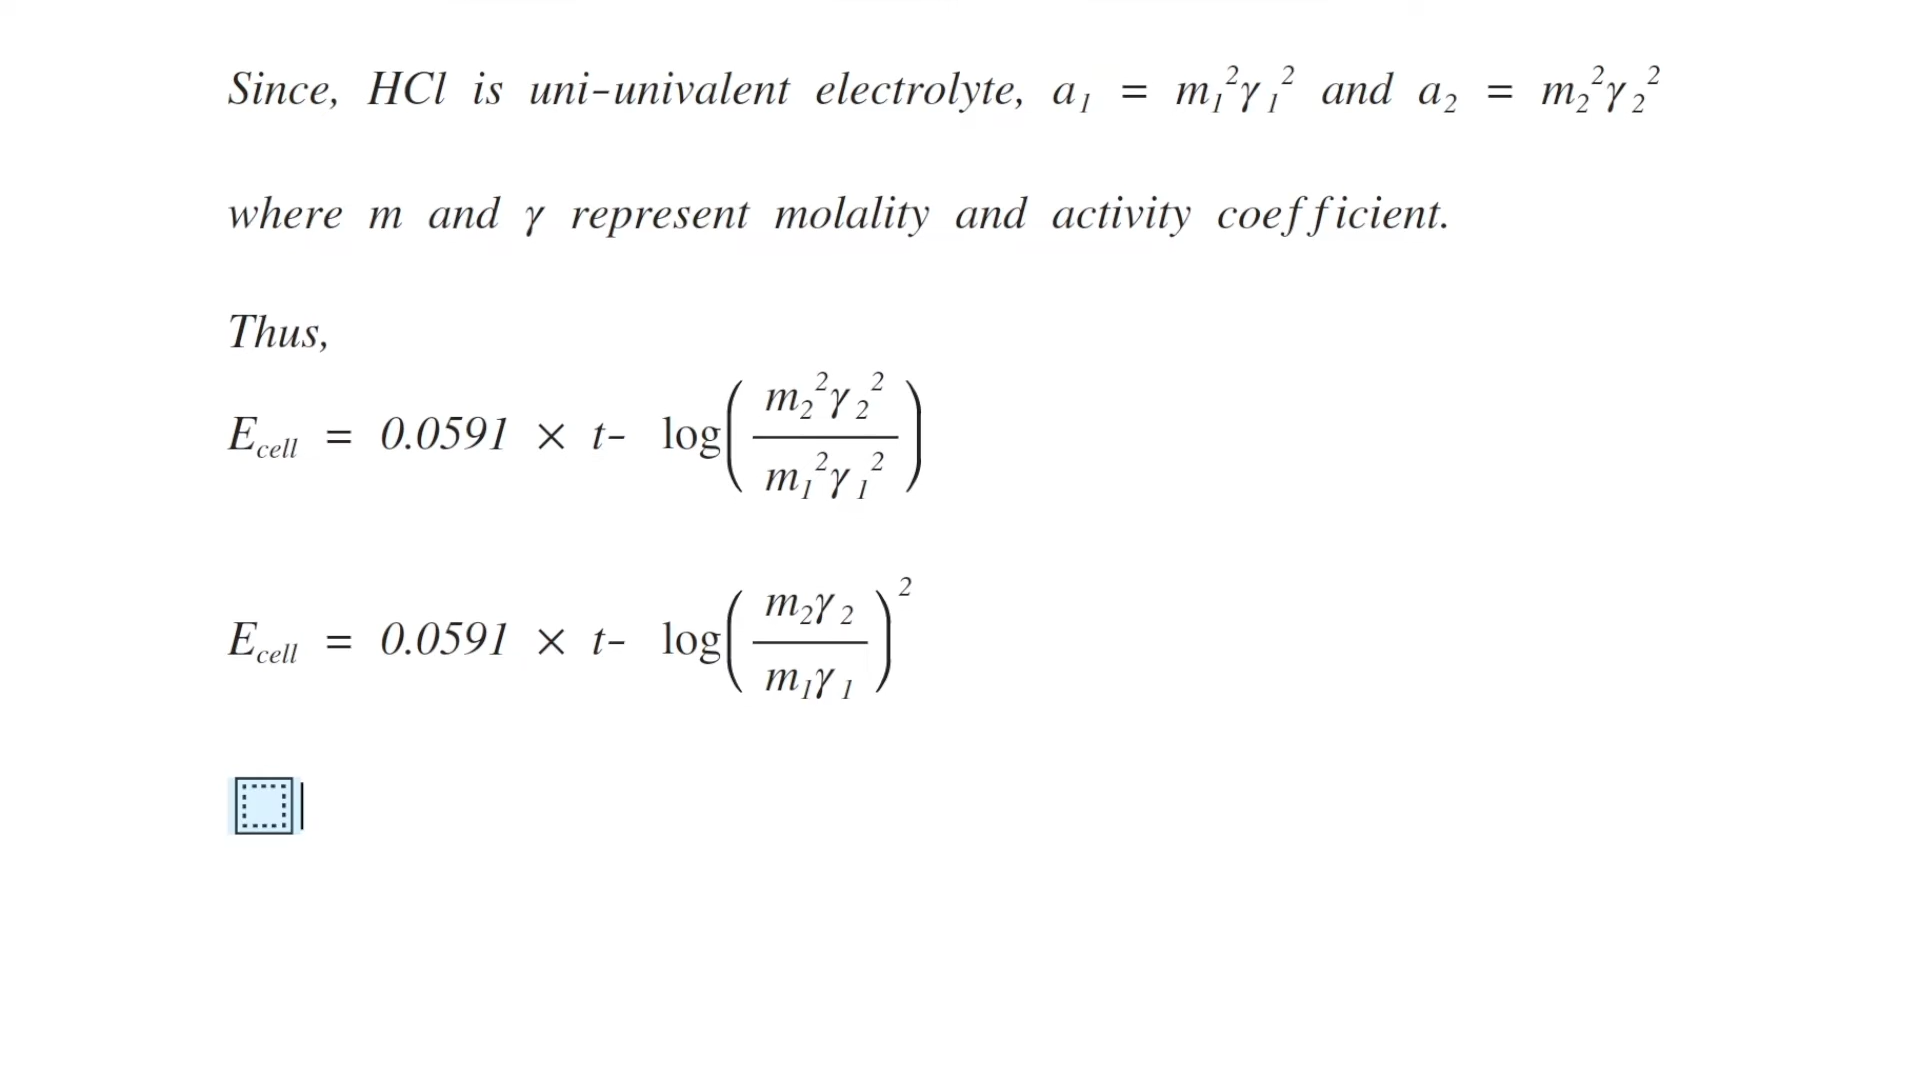 Since, HCl is uni-univalent electrolyte, a₁ = m₁²γ₁² and a₂ = m₂²γ₂²
where m and γ represent molality and activity coefficient.
Thus,
E_cell = 0.0591 × t- log( m₂²γ₂² / m₁²γ₁² )
E_cell = 0.0591 × t- log( m₂γ₂ / m₁γ₁ )²